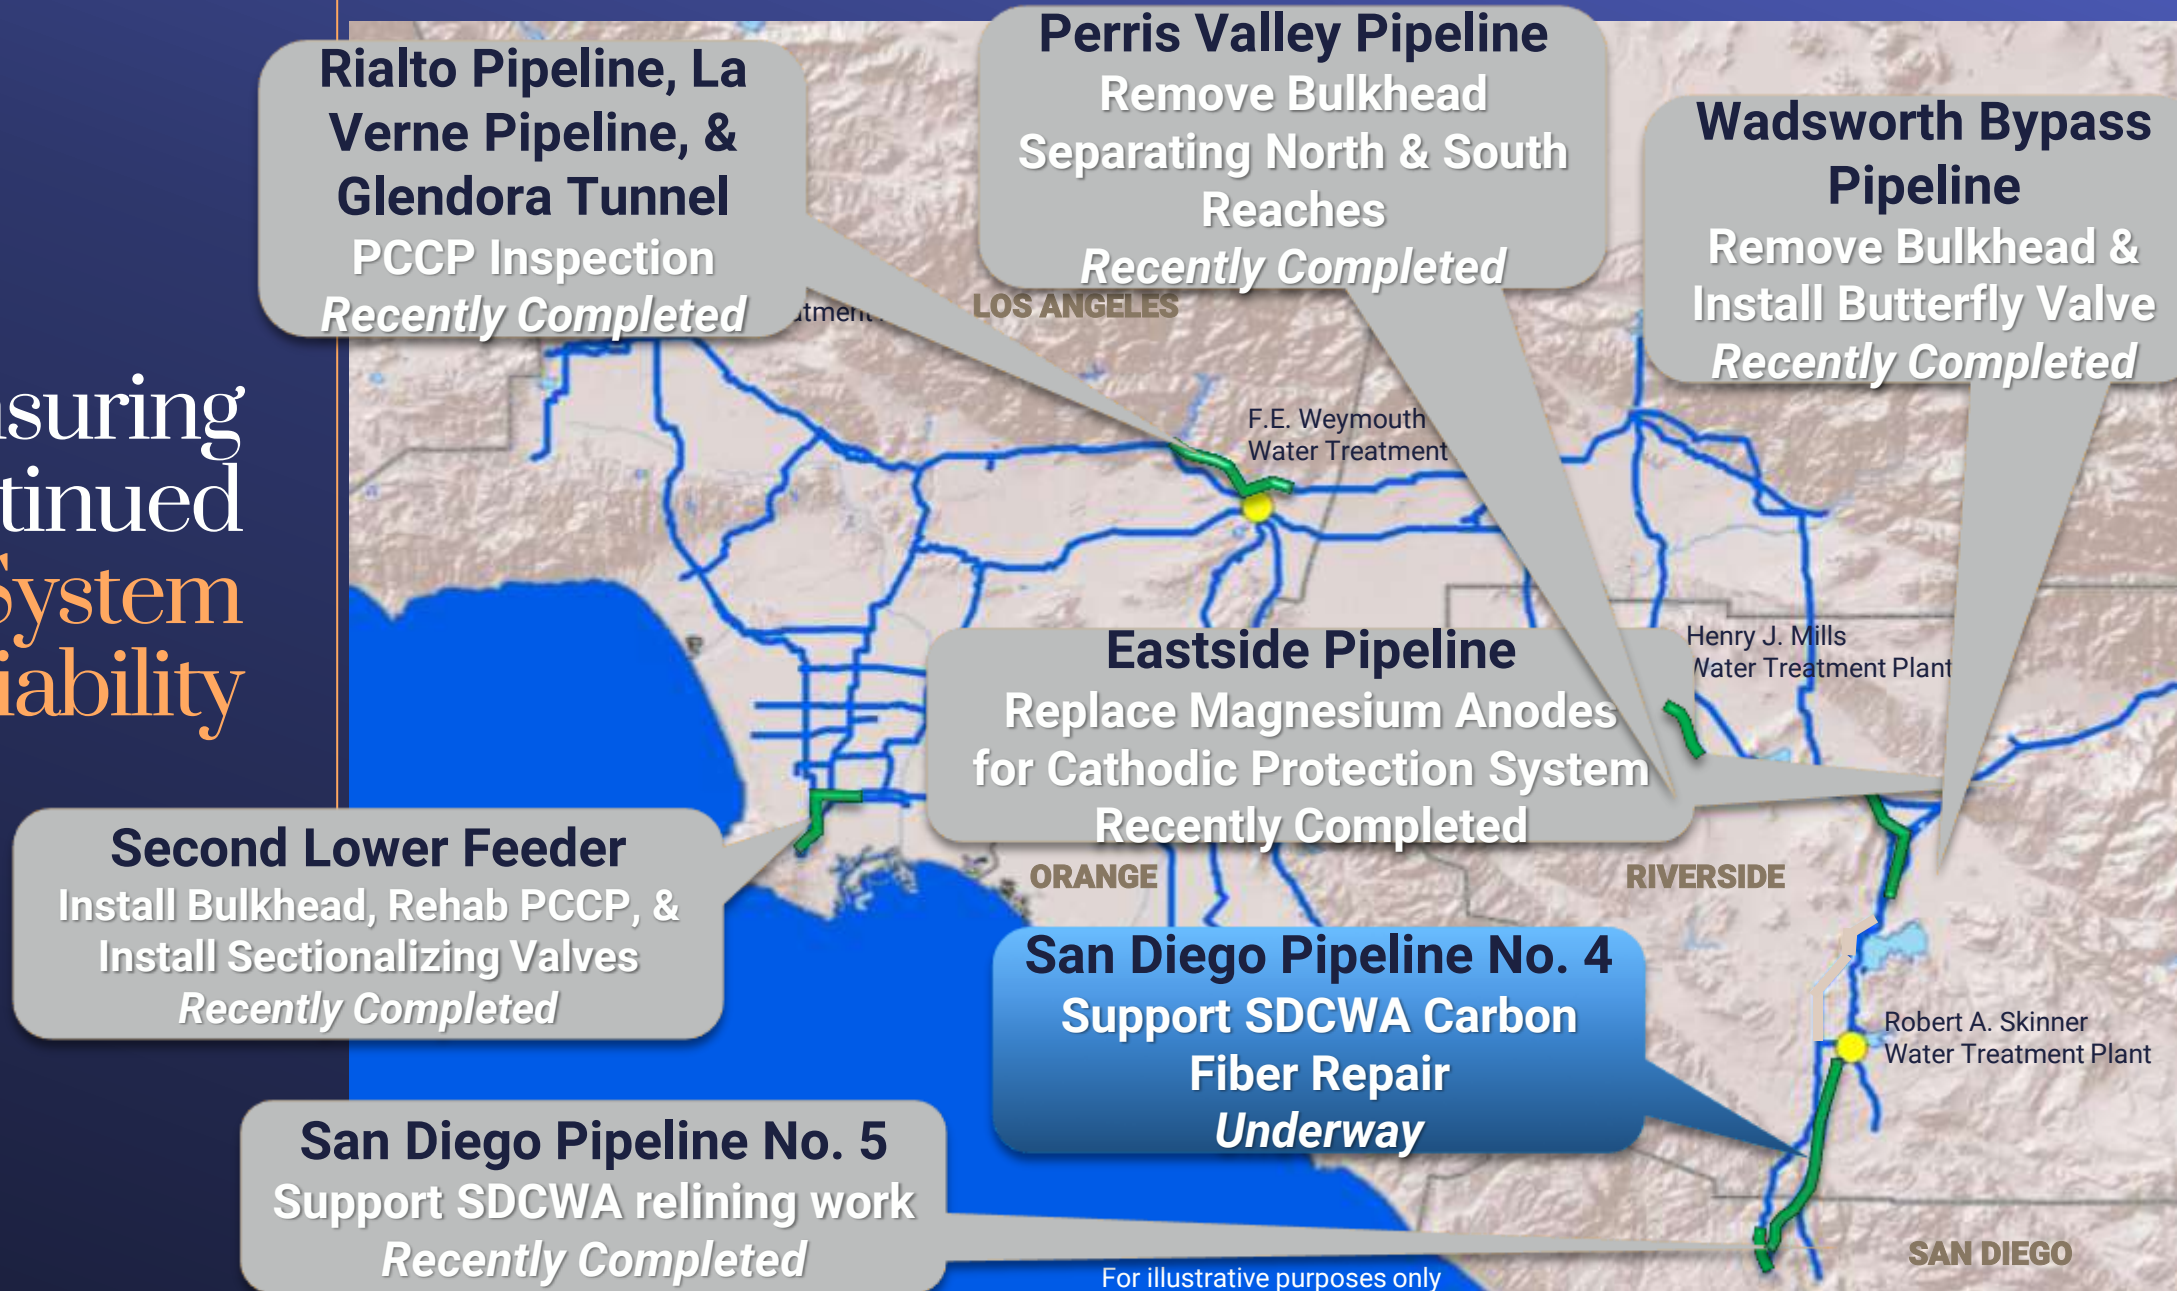 Rialto Pipeline, La
Verne Pipeline, &
Glendora Tunnel
PCCP Inspection
Recently Completed
Perris Valley Pipeline
Remove Bulkhead
Separating North & South
Reaches
Recently Completed
Wadsworth Bypass
Pipeline
Remove Bulkhead &
Install Butterfly Valve
Recently Completed
LOS ANGELES
F.E. Weymouth
Water Treatment
System
Henry J. Mills
Water Treatment Plant
Eastside Pipeline
Replace Magnesium Anodes
for Cathodic Protection System
Recently Completed
Second Lower Feeder
Install Bulkhead, Rehab PCCP, &
Install Sectionalizing Valves
Recently Completed
ORANGE
RIVERSIDE
San Diego Pipeline No. 4
Support SDCWA Carbon
Fiber Repair
Underway
Robert A. Skinner
Water Treatment Plant
San Diego Pipeline No. 5
Support SDCWA relining work
Recently Completed
SAN DIEGO
For illustrative purposes only